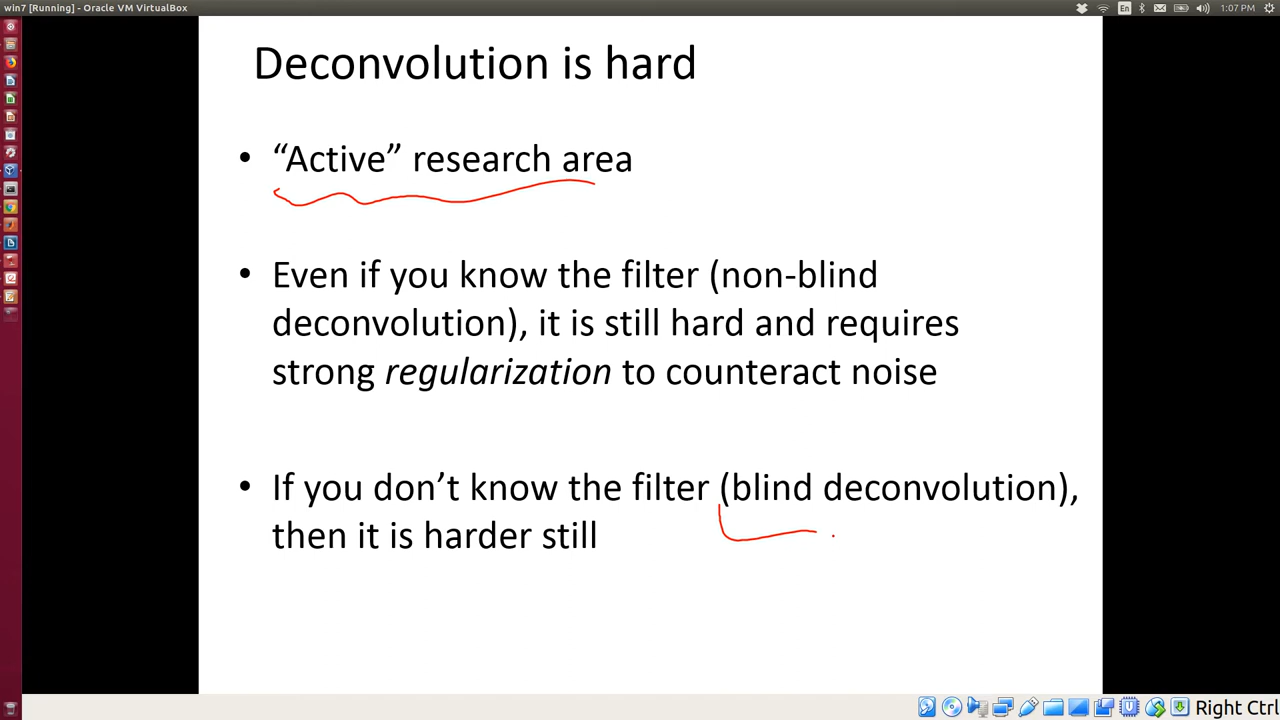 win7 [Running] - Oracle VM VirtualBox
En
1:07 PM
Deconvolution is hard
• “Active” research area
• Even if you know the filter (non-blind
deconvolution), it is still hard and requires
strong regularization to counteract noise
• If you don’t know the filter (blind deconvolution),
then it is harder still
Right Ctrl